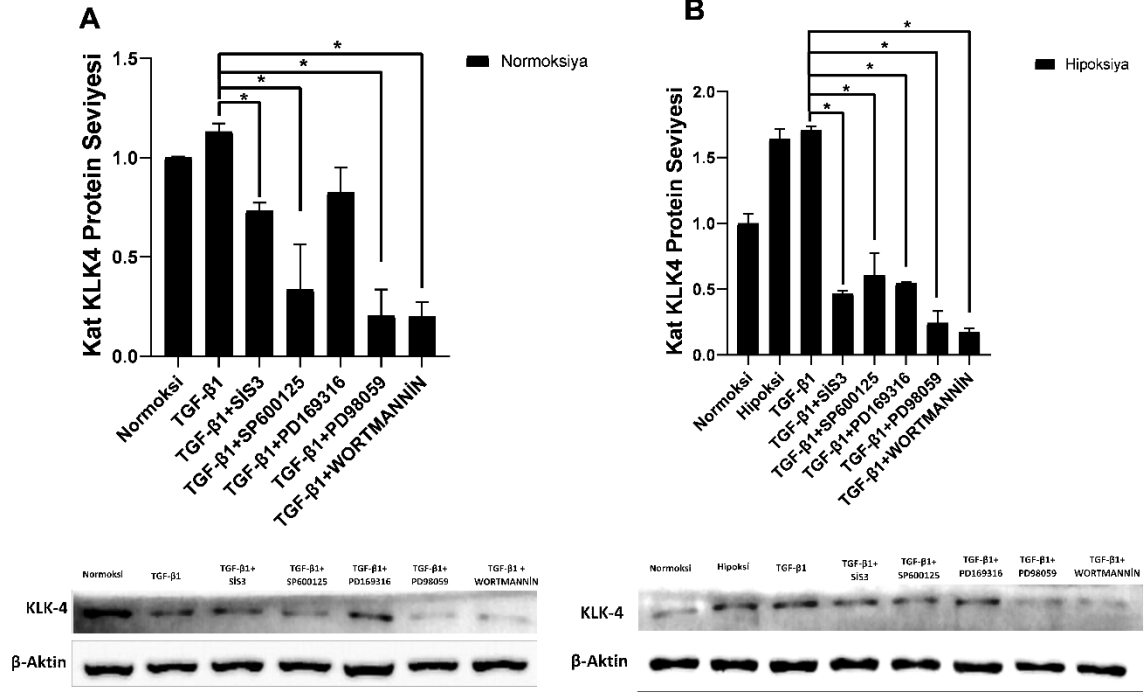 A
Kat KLK4 Protein Seviyesi
1.5
1.0
0.5
0.0
*
*
*
*
Normoksiya
Normoksi
TGF-β1
TGF-β1+SİS3
TGF-β1+SP600125
TGF-β1+PD169316
TGF-β1+PD98059
TGF-β1+WORTMANNİN
B
Kat KLK4 Protein Seviyesi
2.0
1.5
1.0
0.5
0.0
*
*
*
*
*
Hipoksiya
Normoksi
Hipoksi
TGF-β1
TGF-β1+SİS3
TGF-β1+SP600125
TGF-β1+PD169316
TGF-β1+PD98059
TGF-β1+WORTMANNİN
Normoksi
TGF-β1
TGF-β1+
SİS3
TGF-β1+
SP600125
TGF-β1+
PD169316
TGF-β1+
PD98059
TGF-β1 +
WORTMANNİN
KLK-4
β-Aktin
Normoksi
Hipoksi
TGF-β1
TGF-β1+
SİS3
TGF-β1+
SP600125
TGF-β1+
PD169316
TGF-β1+
PD98059
TGF-β1+
WORTMANNİN
KLK-4
β-Aktin